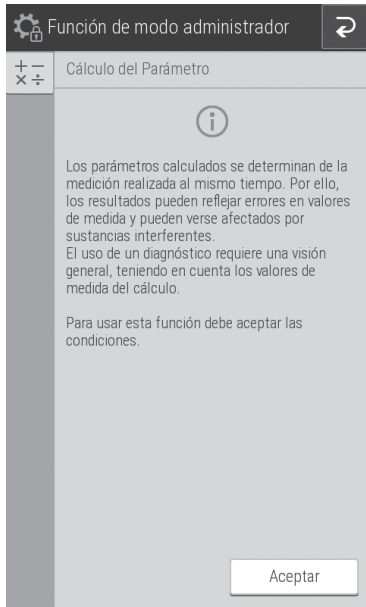 Función de modo administrador
Cálculo del Parámetro
Los parámetros calculados se determinan de la
medición realizada al mismo tiempo. Por ello,
los resultados pueden reflejar errores en valores
de medida y pueden verse afectados por
sustancias interferentes.
El uso de un diagnóstico requiere una visión
general, teniendo en cuenta los valores de
medida del cálculo.
Para usar esta función debe aceptar las
condiciones.
Aceptar